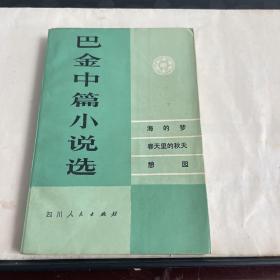 巴金中篇小说选
海的梦
春天里的秋天
憩园
四川人民出版社